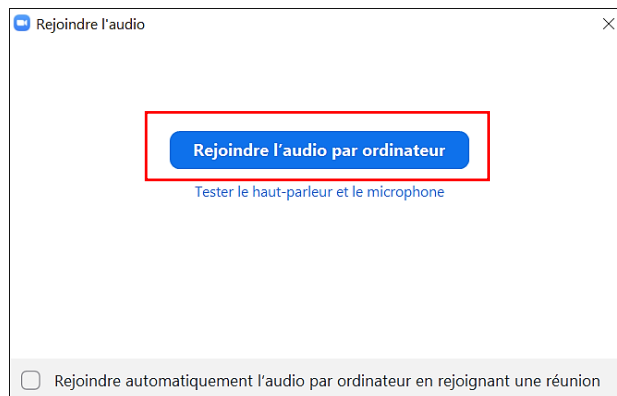 Rejoindre l'audio
Rejoindre l’audio par ordinateur
Tester le haut-parleur et le microphone
Rejoindre automatiquement l’audio par ordinateur en rejoignant une réunion